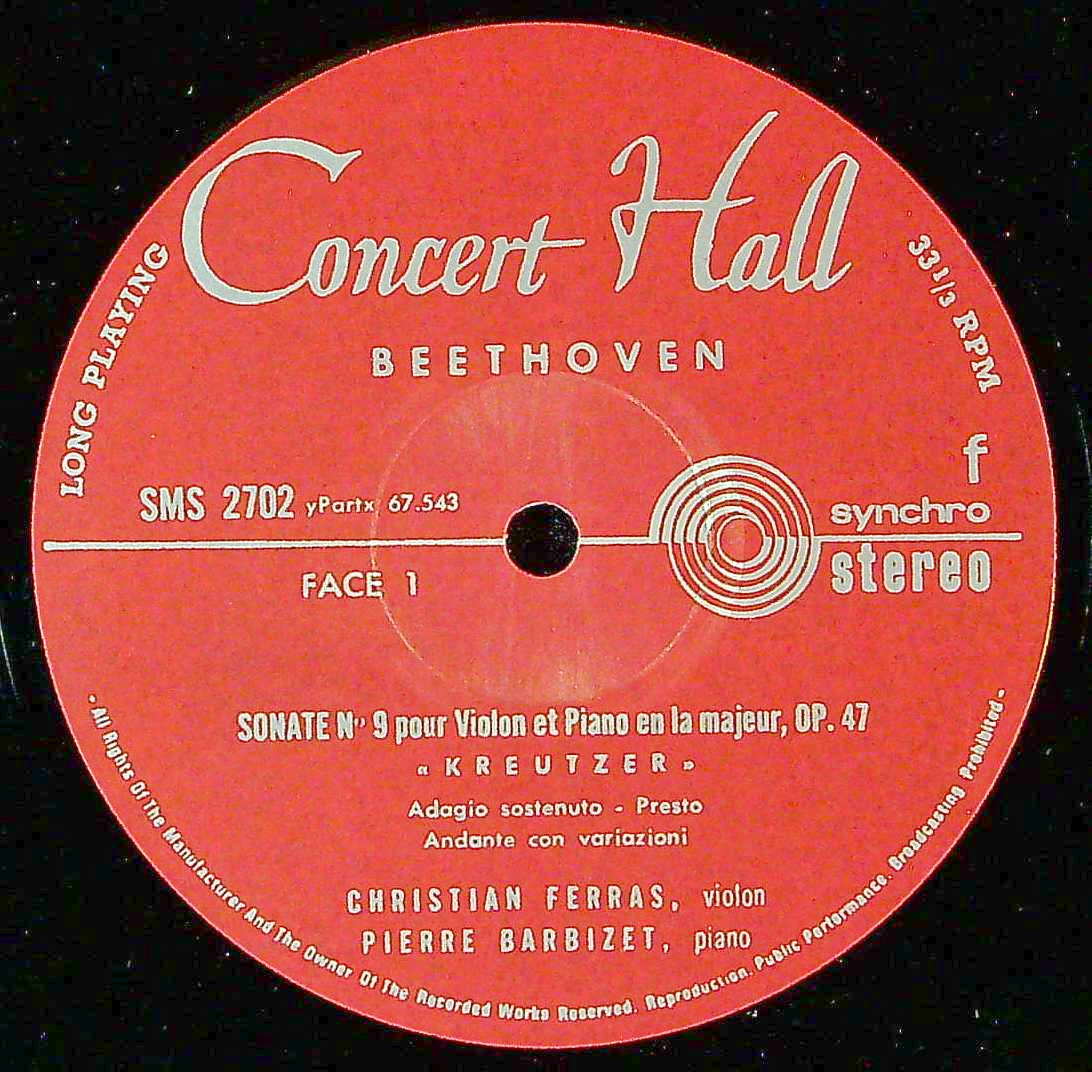 Concert Hall
LONG PLAYING
33 1/3 RPM
BEETHOVEN
f
SMS 2702 yPartx 67.543
synchro
stereo
FACE 1
SONATE N° 9 pour Violon et Piano en la majeur, OP. 47
« KREUTZER »
Adagio sostenuto - Presto
Andante con variazioni
CHRISTIAN FERRAS, violon
PIERRE BARBIZET, piano
- All Rights Of The Manufacturer And The Owner Of The Recorded Works Reserved. Reproduction. Public Performance. Broadcasting Prohibited -